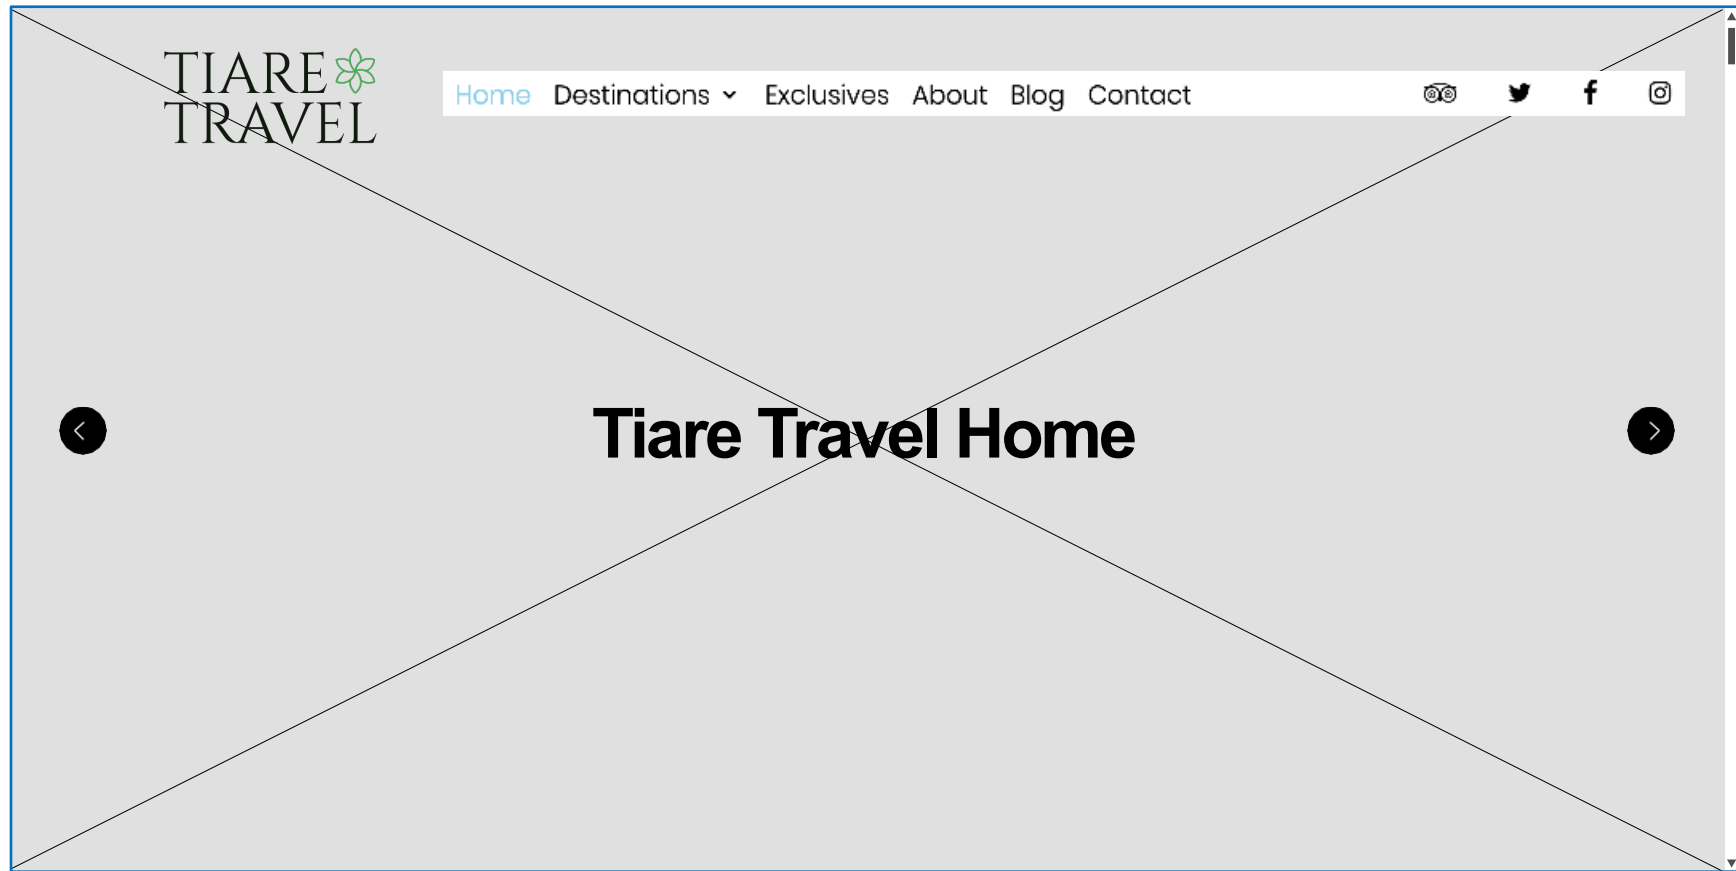 TIARE
TRAVEL
Home Destinations Exclusives About Blog Contact
Tiare Travel Home